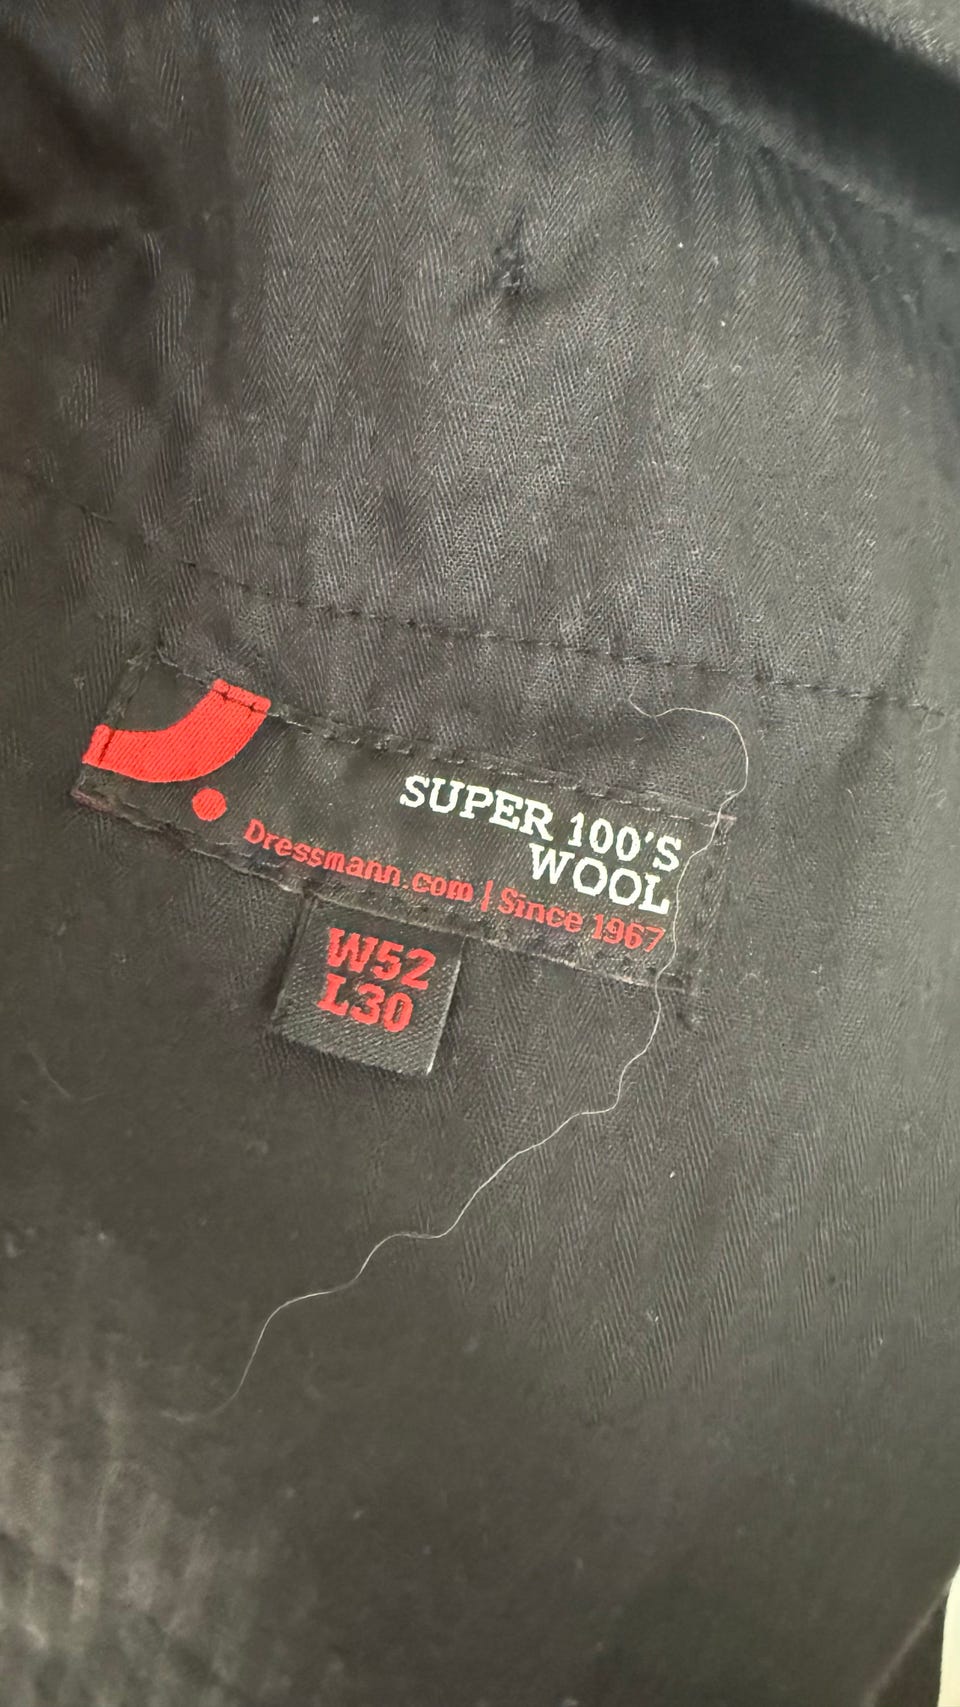 SUPER 100'S
WOOL
Dressmann.com | Since 1967
W52
L30